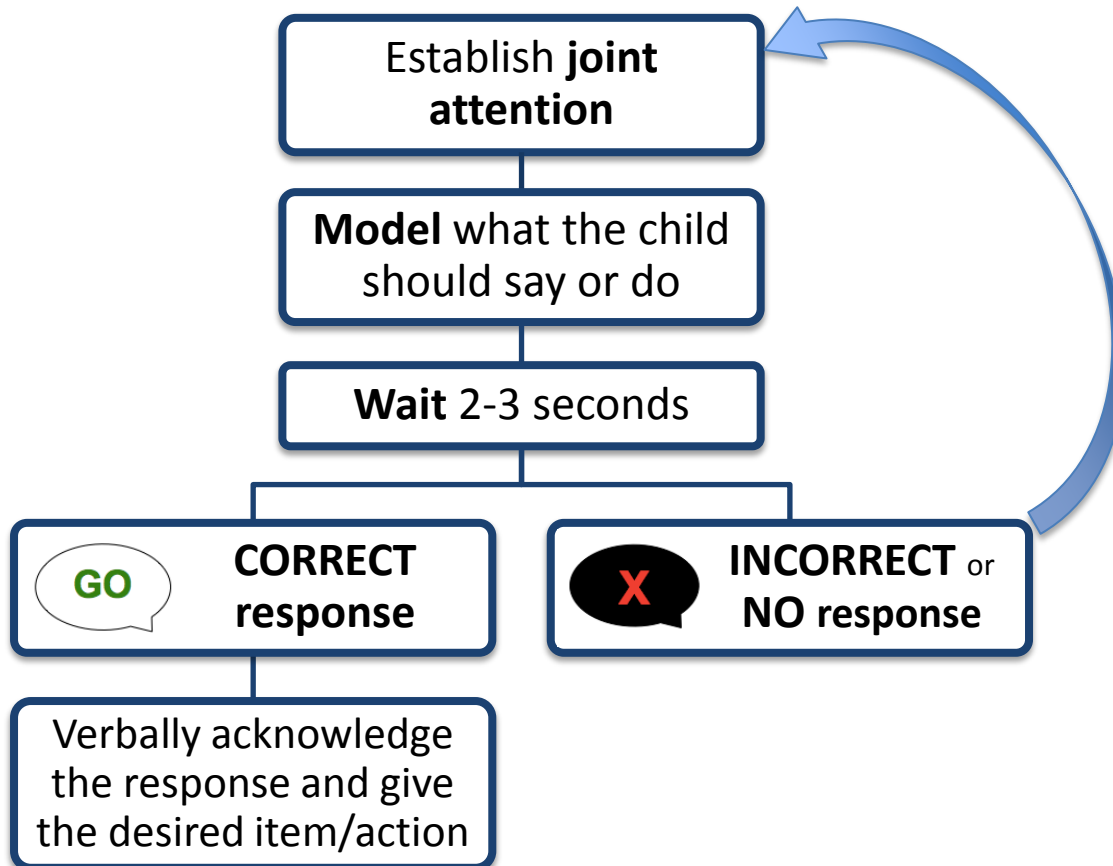 Establish joint
attention
Model what the child
should say or do
Wait 2-3 seconds
GO
CORRECT
response
X
INCORRECT or
NO response
Verbally acknowledge
the response and give
the desired item/action